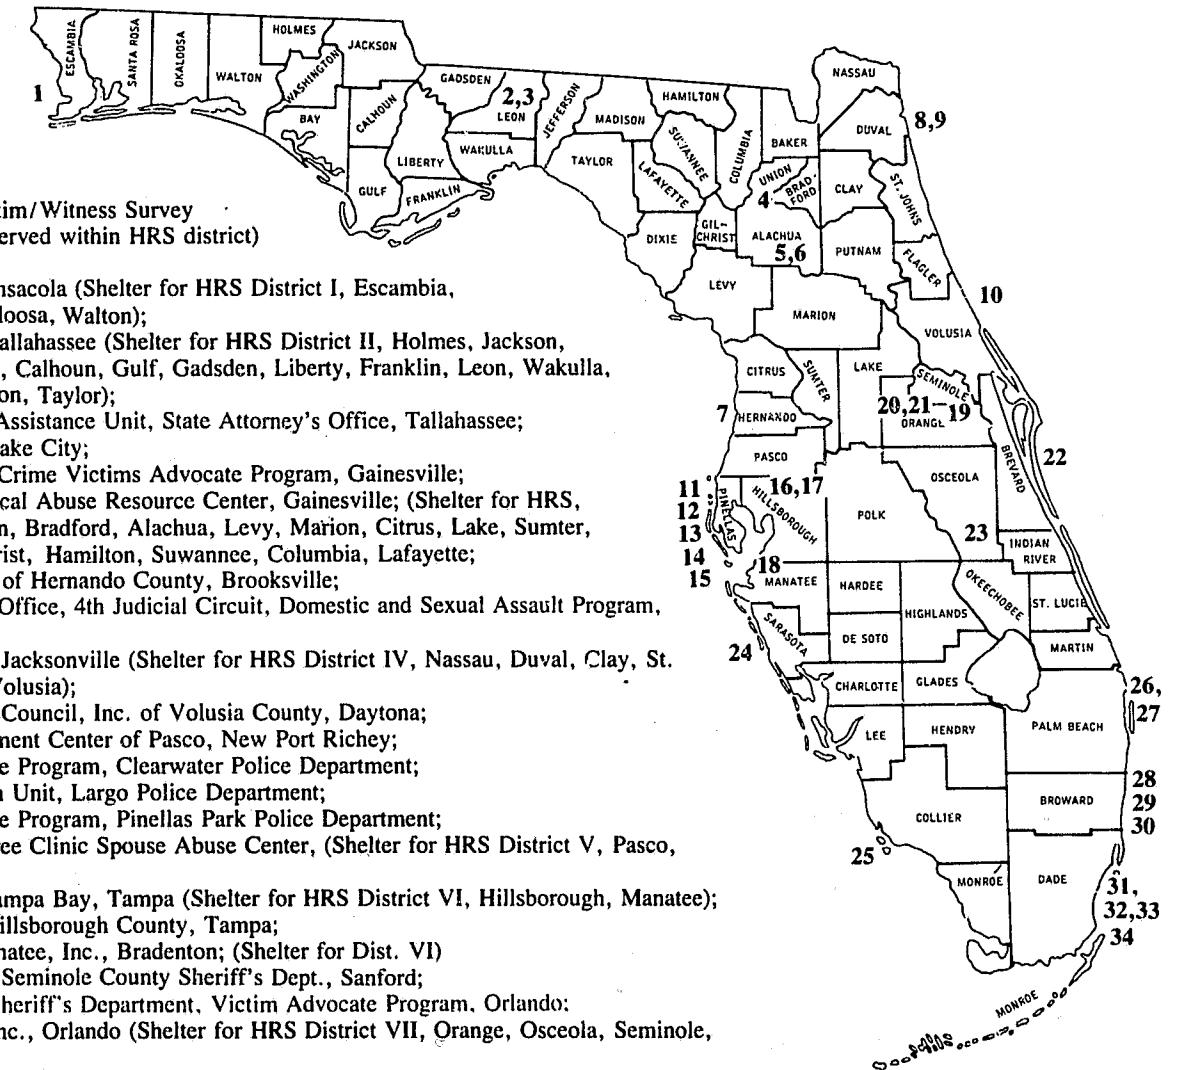 ESCAMBIA
SANTA ROSA
OKALOOSA
WALTON
HOLMES
WASHINGTON
JACKSON
BAY
CALHOUN
GULF
LIBERTY
GADSDEN
FRANKLIN
2,3
LEON
WAKULLA
JEFFERSON
MADISON
TAYLOR
HAMILTON
SUWANNEE
LAFAYETTE
COLUMBIA
BAKER
NASSAU
DUVAL
8,9
1
UNION
BRAD-
FORD
4
CLAY
ST. JOHNS
DIXIE
GIL-
CHRIST
ALACHUA
5,6
PUTNAM
FLAGLER
LEVY
MARION
10
VOLUSIA
CITRUS
SUMTER
LAKE
SEMINOLE
7
HERNANDO
20,21-19
ORANGE
PASCO
BREVARD
22
11
12
13
14
15
PINELLAS
16,17
HILLSBOROUGH
POLK
OSCEOLA
23
INDIAN
RIVER
18
MANATEE
HARDEE
HIGHLANDS
OKEECHOBEE
ST. LUCIE
SARASOTA
24
DE SOTO
MARTIN
CHARLOTTE
GLADES
26,
27
PALM BEACH
LEE
HENDRY
28
29
30
BROWARD
COLLIER
25
MONROE
DADE
31,
32,33
34
MONROE
tim/Witness Survey
erved within HRS district)
nsacola (Shelter for HRS District I, Escambia,
loosa, Walton);
allahassee (Shelter for HRS District II, Holmes, Jackson,
, Calhoun, Gulf, Gadsden, Liberty, Franklin, Leon, Wakulla,
on, Taylor);
Assistance Unit, State Attorney's Office, Tallahassee;
ake City;
Crime Victims Advocate Program, Gainesville;
cal Abuse Resource Center, Gainesville; (Shelter for HRS,
n, Bradford, Alachua, Levy, Marion, Citrus, Lake, Sumter,
rist, Hamilton, Suwannee, Columbia, Lafayette;
of Hernando County, Brooksville;
Office, 4th Judicial Circuit, Domestic and Sexual Assault Program,
Jacksonville (Shelter for HRS District IV, Nassau, Duval, Clay, St.
olusia);
Council, Inc. of Volusia County, Daytona;
ment Center of Pasco, New Port Richey;
e Program, Clearwater Police Department;
n Unit, Largo Police Department;
e Program, Pinellas Park Police Department;
ree Clinic Spouse Abuse Center, (Shelter for HRS District V, Pasco,
ampa Bay, Tampa (Shelter for HRS District VI, Hillsborough, Manatee);
illsborough County, Tampa;
natee, Inc., Bradenton; (Shelter for Dist. VI)
Seminole County Sheriff's Dept., Sanford;
heriff's Department, Victim Advocate Program, Orlando;
nc., Orlando (Shelter for HRS District VII, Orange, Osceola, Seminole,